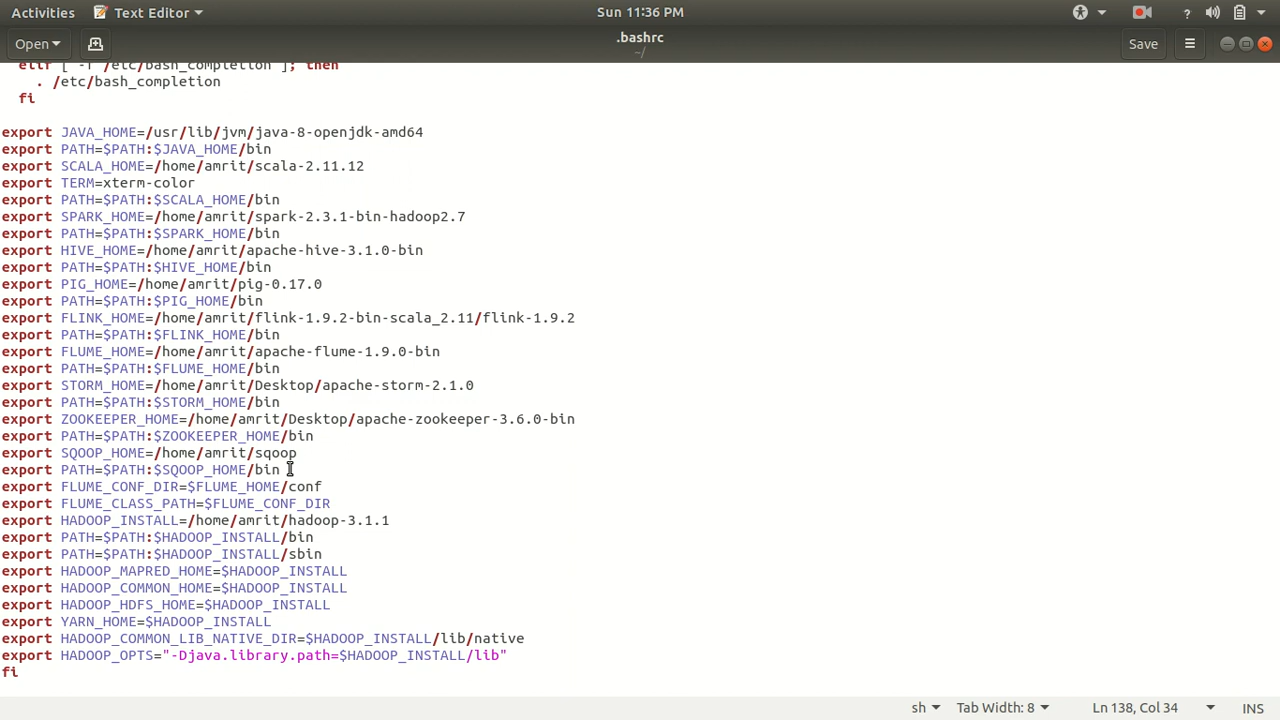 Activities Text Editor Sun 11:36 PM ?
Open .bashrc Save
~/
elif [ -f /etc/bash_completion ]; then
. /etc/bash_completion
fi
export JAVA_HOME=/usr/lib/jvm/java-8-openjdk-amd64
export PATH=$PATH:$JAVA_HOME/bin
export SCALA_HOME=/home/amrit/scala-2.11.12
export TERM=xterm-color
export PATH=$PATH:$SCALA_HOME/bin
export SPARK_HOME=/home/amrit/spark-2.3.1-bin-hadoop2.7
export PATH=$PATH:$SPARK_HOME/bin
export HIVE_HOME=/home/amrit/apache-hive-3.1.0-bin
export PATH=$PATH:$HIVE_HOME/bin
export PIG_HOME=/home/amrit/pig-0.17.0
export PATH=$PATH:$PIG_HOME/bin
export FLINK_HOME=/home/amrit/flink-1.9.2-bin-scala_2.11/flink-1.9.2
export PATH=$PATH:$FLINK_HOME/bin
export FLUME_HOME=/home/amrit/apache-flume-1.9.0-bin
export PATH=$PATH:$FLUME_HOME/bin
export STORM_HOME=/home/amrit/Desktop/apache-storm-2.1.0
export PATH=$PATH:$STORM_HOME/bin
export ZOOKEEPER_HOME=/home/amrit/Desktop/apache-zookeeper-3.6.0-bin
export PATH=$PATH:$ZOOKEEPER_HOME/bin
export SQOOP_HOME=/home/amrit/sqoop
export PATH=$PATH:$SQOOP_HOME/bin
export FLUME_CONF_DIR=$FLUME_HOME/conf
export FLUME_CLASS_PATH=$FLUME_CONF_DIR
export HADOOP_INSTALL=/home/amrit/hadoop-3.1.1
export PATH=$PATH:$HADOOP_INSTALL/bin
export PATH=$PATH:$HADOOP_INSTALL/sbin
export HADOOP_MAPRED_HOME=$HADOOP_INSTALL
export HADOOP_COMMON_HOME=$HADOOP_INSTALL
export HADOOP_HDFS_HOME=$HADOOP_INSTALL
export YARN_HOME=$HADOOP_INSTALL
export HADOOP_COMMON_LIB_NATIVE_DIR=$HADOOP_INSTALL/lib/native
export HADOOP_OPTS="-Djava.library.path=$HADOOP_INSTALL/lib"
fi
sh Tab Width: 8 Ln 138, Col 34 INS